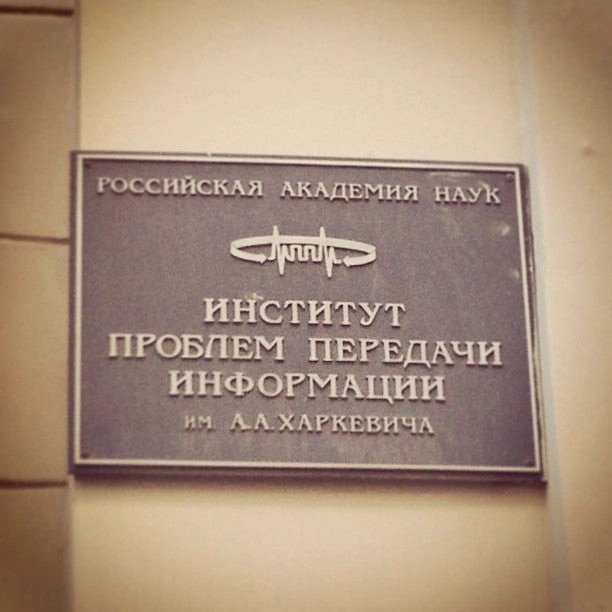 РОССИЙСКАЯ АКАДЕМИЯ НАУК
ИНСТИТУТ
ПРОБЛЕМ ПЕРЕДАЧИ
ИНФОРМАЦИИ
ИМ. А.А.ХАРКЕВИЧА